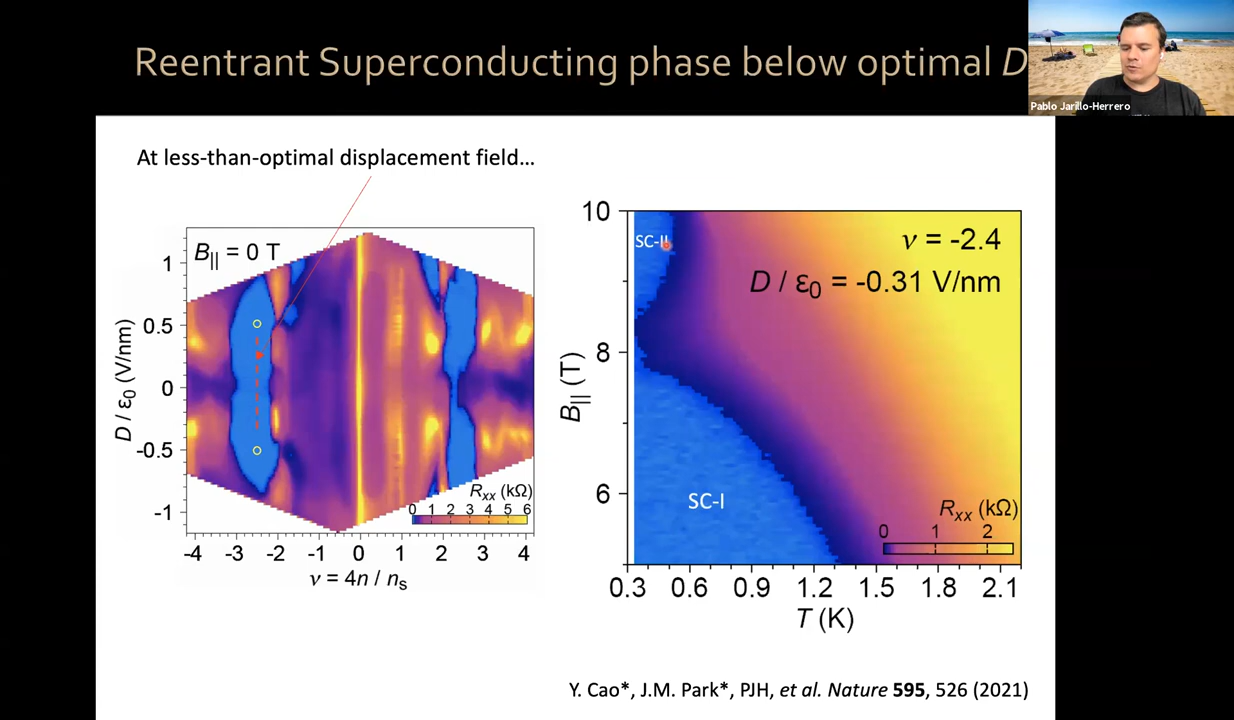 Reentrant Superconducting phase below optimal D
Pablo Jarillo-Herrero
At less-than-optimal displacement field…
B|| = 0 T
D / ε0 (V/nm)
1
0.5
0
-0.5
-1
Rxx (kΩ)
0 1 2 3 4 5 6
-4 -3 -2 -1 0 1 2 3 4
ν = 4n / ns
10
8
6
B|| (T)
SC-II
ν = -2.4
D / ε0 = -0.31 V/nm
SC-I
Rxx (kΩ)
0 1 2
0.3 0.6 0.9 1.2 1.5 1.8 2.1
T (K)
Y. Cao*, J.M. Park*, PJH, et al. Nature 595, 526 (2021)